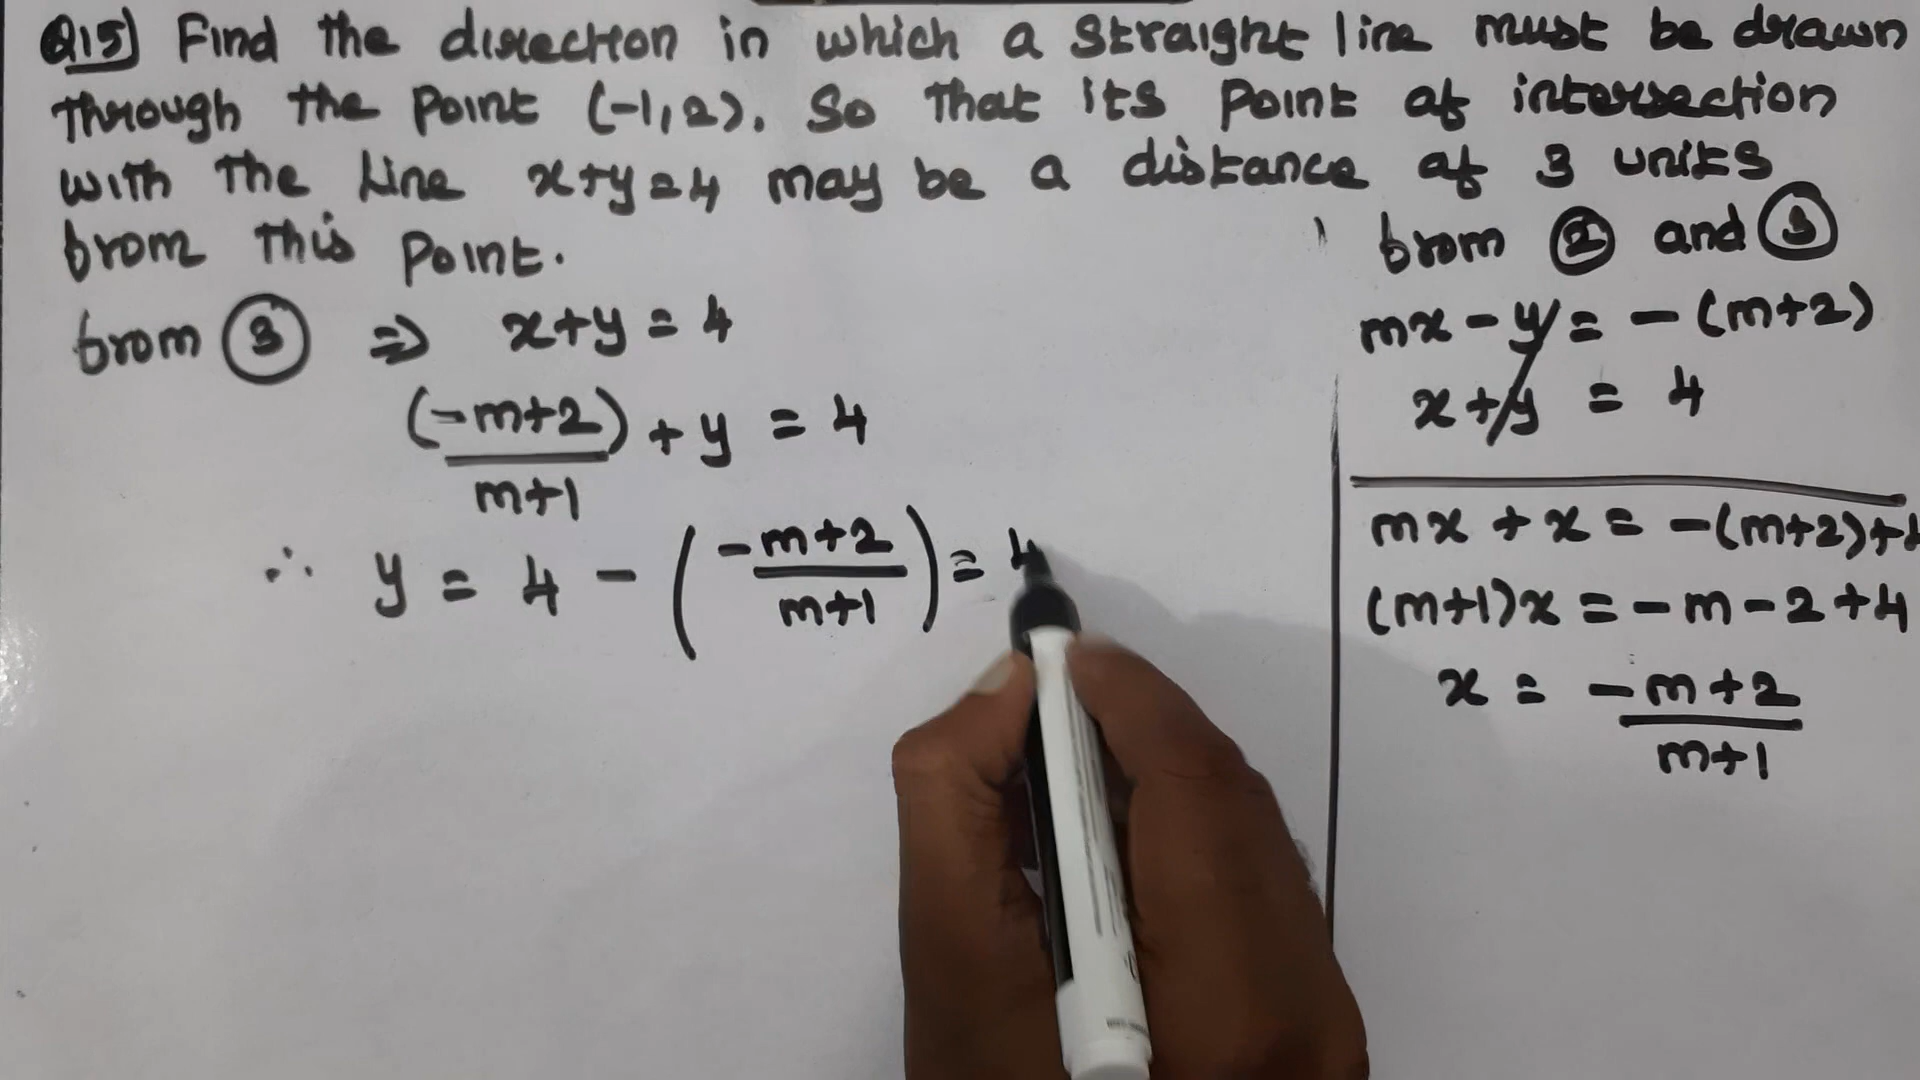 Q15) Find the direction in which a straight line must be drawn
through the point (-1,2). So that its point of intersection
with the line x+y=4 may be a distance of 3 units
from this point.
from ③ ⇒ x+y = 4
(-m+2)/(m+1) + y = 4
∴ y = 4 - (-m+2/m+1) = 4
from ② and ③
mx - y = -(m+2)
x+y = 4
mx + x = -(m+2)+4
(m+1)x = -m-2+4
x = -m+2/m+1